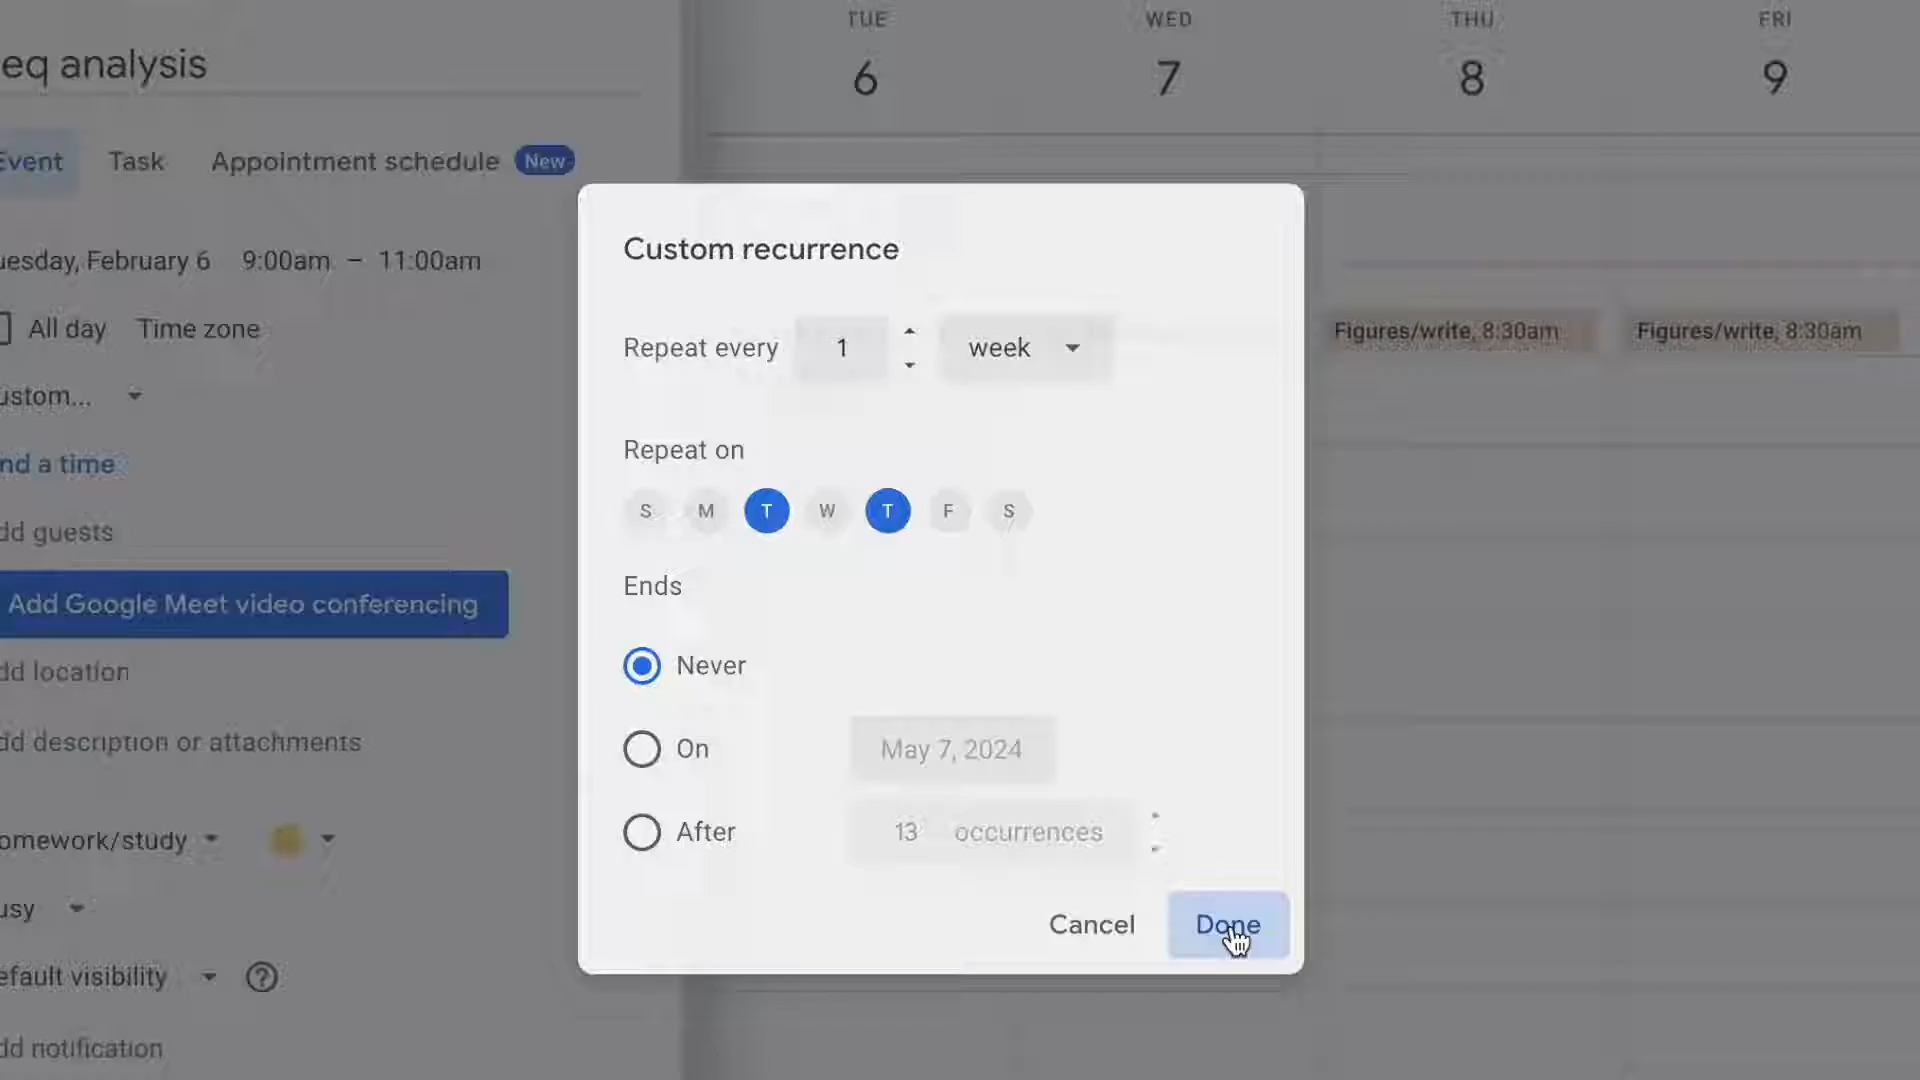 TUE WED THU FRI
6 7 8 9
eq analysis
Event Task Appointment schedule New
uesday, February 6 9:00am – 11:00am
All day Time zone
ustom...
nd a time
dd guests
Add Google Meet video conferencing
dd location
dd description or attachments
omework/study
usy
efault visibility
dd notification
Custom recurrence
Repeat every 1 week
Repeat on
S M T W T F S
Ends
Never
On May 7, 2024
After 13 occurrences
Cancel Done
Figures/write, 8:30am Figures/write, 8:30am